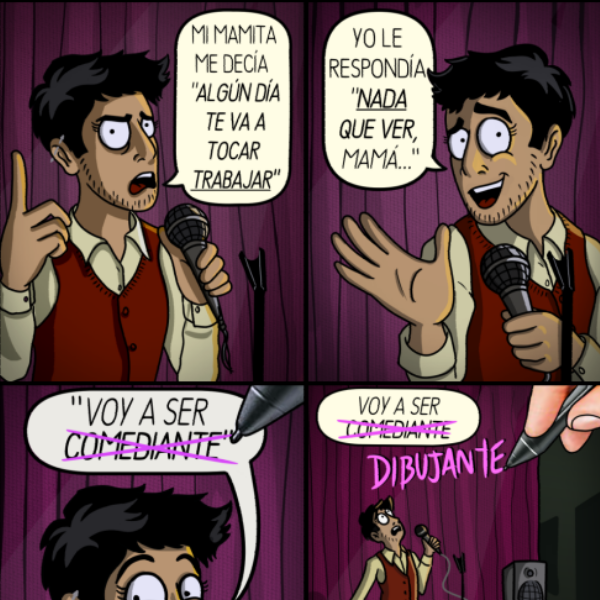 MI MAMITA
ME DECÍA
"ALGÚN DÍA
TE VA A
TOCAR
TRABAJAR"
YO LE
RESPONDÍA
"NADA
QUE VER,
MAMÁ..."
"VOY A SER
COMEDIANTE"
VOY A SER
COMEDIANTE
DIBUJANTE